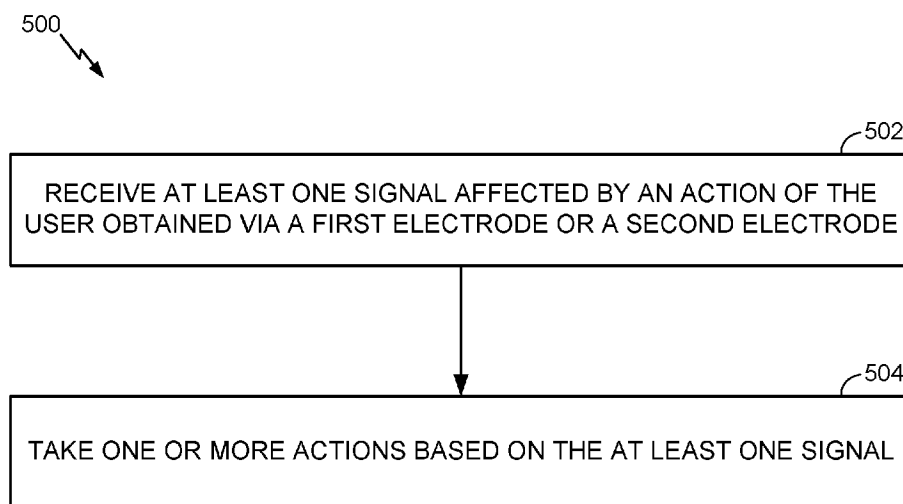 500
502
RECEIVE AT LEAST ONE SIGNAL AFFECTED BY AN ACTION OF THE
USER OBTAINED VIA A FIRST ELECTRODE OR A SECOND ELECTRODE
504
TAKE ONE OR MORE ACTIONS BASED ON THE AT LEAST ONE SIGNAL